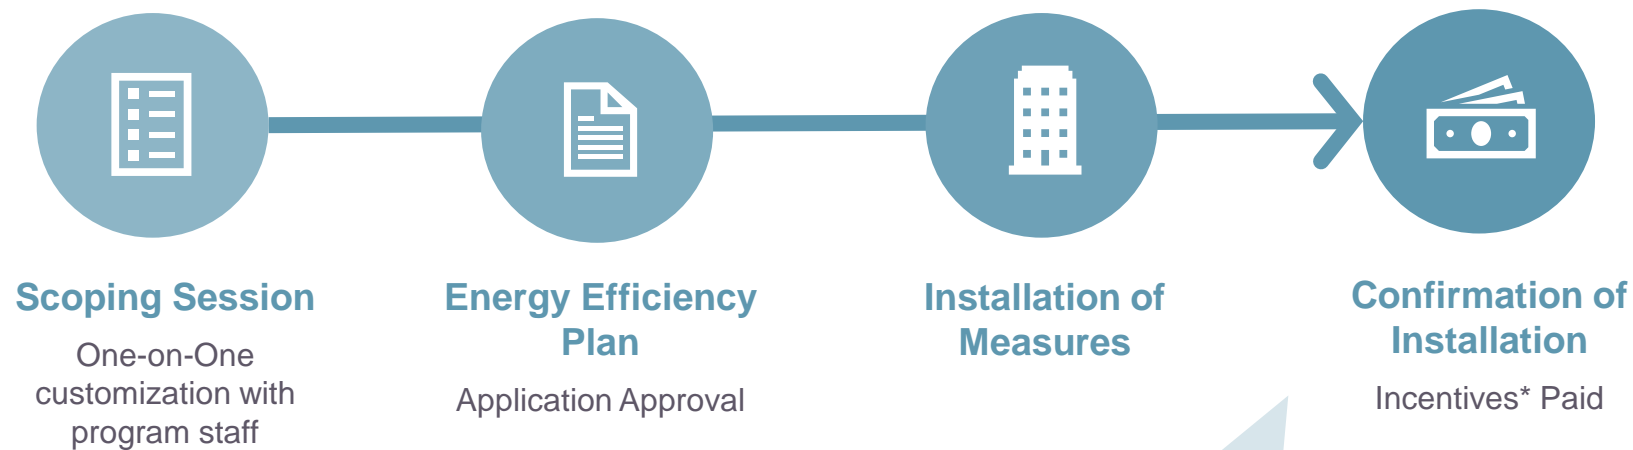 Scoping Session
One-on-One
customization with
program staff
Energy Efficiency
Plan
Application Approval
Installation of
Measures
Confirmation of
Installation
Incentives* Paid